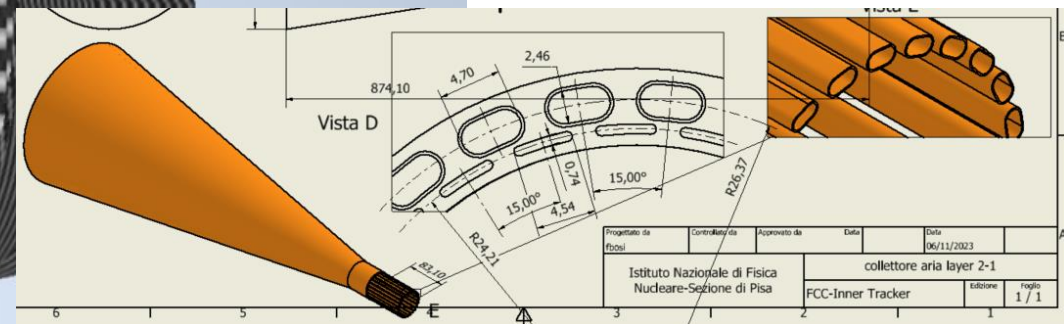 874,10
Vista D
4,70
2,46
0,74
15,00°
4,54
15,00°
R24,21
R26,37
83,10
E
Progettato da
fbosi
Controllato da
Approvato da
Data
Data
06/11/2023
Istituto Nazionale di Fisica
Nucleare-Sezione di Pisa
collettore aria layer 2-1
FCC-Inner Tracker
Edizione
Foglio
1 / 1
6
5
3
2
1